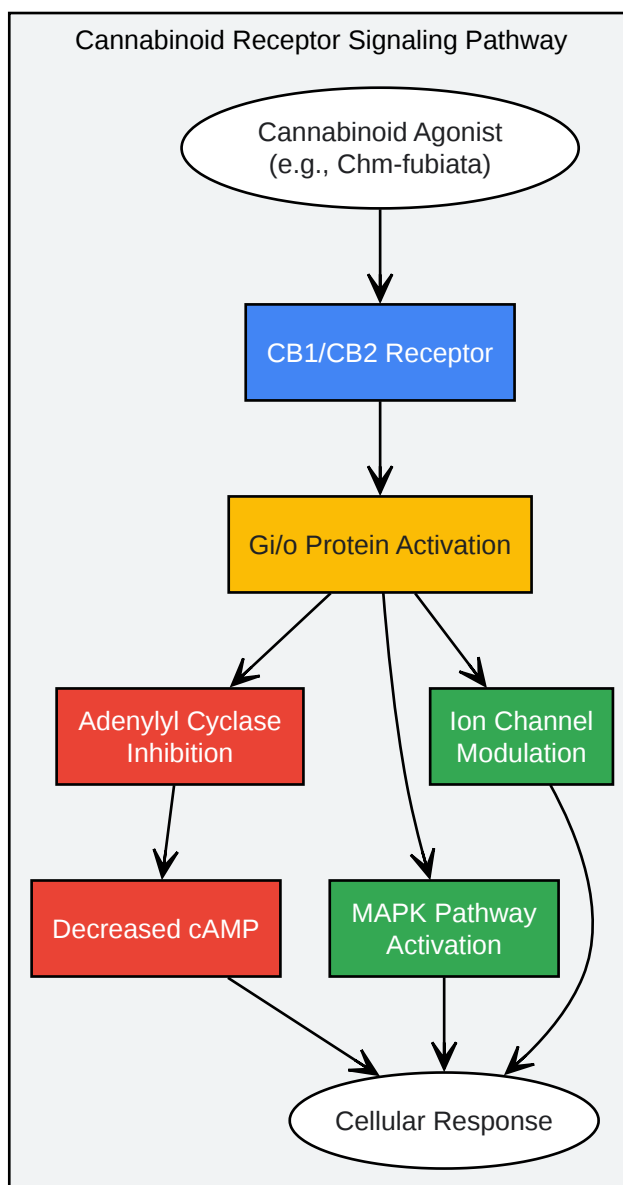 Cannabinoid Receptor Signaling Pathway
Cannabinoid Agonist
(e.g., Chm-fubiata)
CB1/CB2 Receptor
Gi/o Protein Activation
Adenylyl Cyclase
Inhibition
Ion Channel
Modulation
Decreased cAMP
MAPK Pathway
Activation
Cellular Response